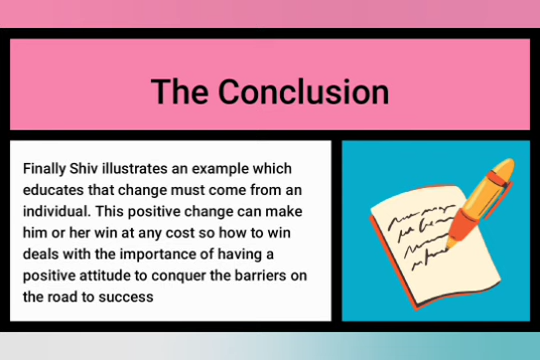 The Conclusion
Finally Shiv illustrates an example which
educates that change must come from an
individual. This positive change can make
him or her win at any cost so how to win
deals with the importance of having a
positive attitude to conquer the barriers on
the road to success